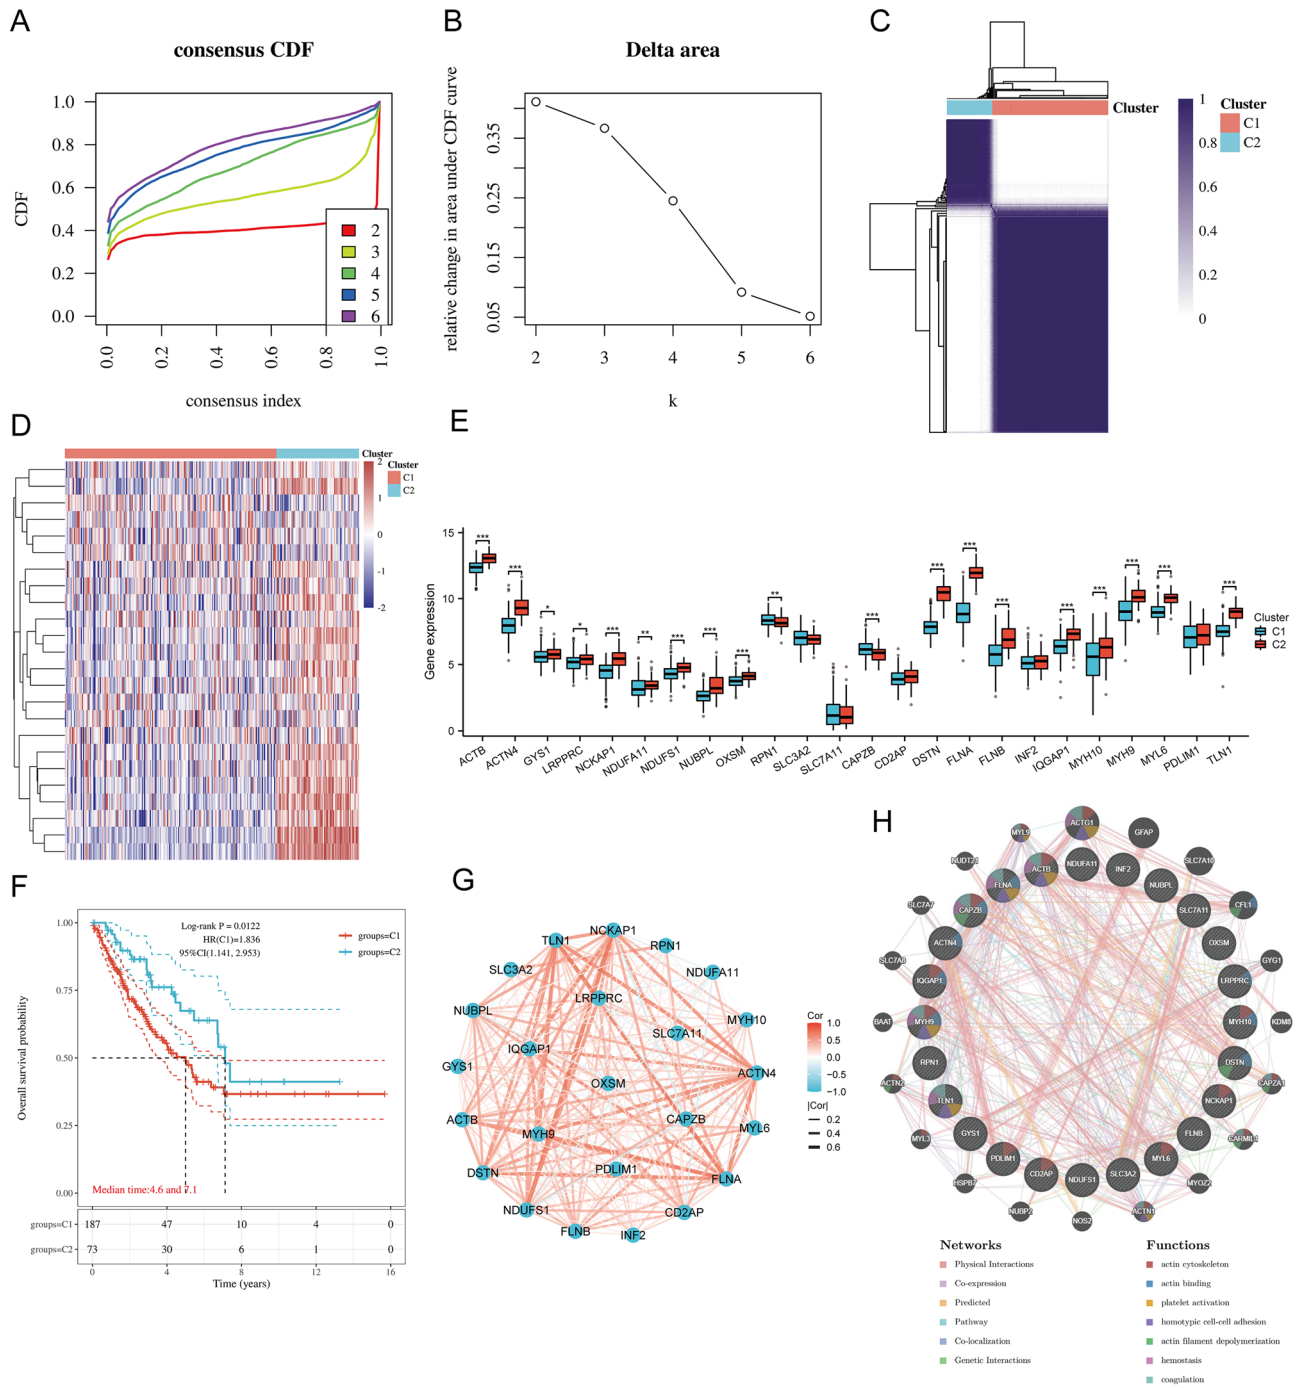 A
consensus CDF
CDF
1.0
0.8
0.6
0.4
0.2
0.0
2
3
4
5
6
0.0
0.2
0.4
0.6
0.8
1.0
consensus index
B
Delta area
relative change in area under CDF curve
0.35
0.25
0.15
0.05
2
3
4
5
6
k
C
Cluster
1
0.8
0.6
0.4
0.2
0
Cluster
C1
C2
D
Cluster
2
1
0
-1
-2
Cluster
C1
C2
E
Gene expression
15
10
5
0
***
***
*
*
***
**
***
***
***
**
***
***
***
***
***
***
***
***
***
ACTB
ACTN4
GYS1
LRPPRC
NCKAP1
NDUFA11
NDUFS1
NUBPL
OXSM
RPN1
SLC3A2
SLC7A11
CAPZB
CD2AP
DSTN
FLNA
FLNB
INF2
IQGAP1
MYH10
MYH9
MYL6
PDLIM1
TLN1
Cluster
C1
C2
F
Overall survival probability
1.00
0.75
0.50
0.25
0.00
Log-rank P = 0.0122
HR(C1)=1.836
95%CI(1.141, 2.953)
groups=C1
groups=C2
Median time:4.6 and 7.1
groups=C1 187 47 10 4 0
groups=C2 73 30 6 1 0
0 4 8 12 16
Time (years)
G
NCKAP1
TLN1
RPN1
SLC3A2
NDUFA11
LRPPRC
NUBPL
MYH10
SLC7A11
IQGAP1
GYS1
ACTN4
OXSM
ACTB
CAPZB
MYL6
MYH9
PDLIM1
DSTN
FLNA
NDUFS1
CD2AP
FLNB
INF2
Cor
1.0
0.5
0.0
−0.5
−1.0
|Cor|
0.2
0.4
0.6
H
ACTG1
MYL9
GFAP
NUDT21
NDUFA11
SLC7A10
ACTB
INF2
FLNA
NUBPL
SLC7A7
CAPZB
SLC7A11
CFL1
ACTN4
OXSM
SLC7A8
GYG1
IQGAP1
LRPPRC
BAAT
MYH9
MYH10
KDM8
RPN1
DSTN
ACTN2
CAPZA1
TLN1
NCKAP1
MYL3
GYS1
FLNB
CARMIL1
PDLIM1
MYL6
CD2AP
SLC3A2
NDUFS1
HSPB7
MYOZ2
NUBP2
NOS2
ACTN1
Networks
Physical Interactions
Co-expression
Predicted
Pathway
Co-localization
Genetic Interactions
Functions
actin cytoskeleton
actin binding
platelet activation
homotypic cell-cell adhesion
actin filament depolymerization
hemostasis
coagulation